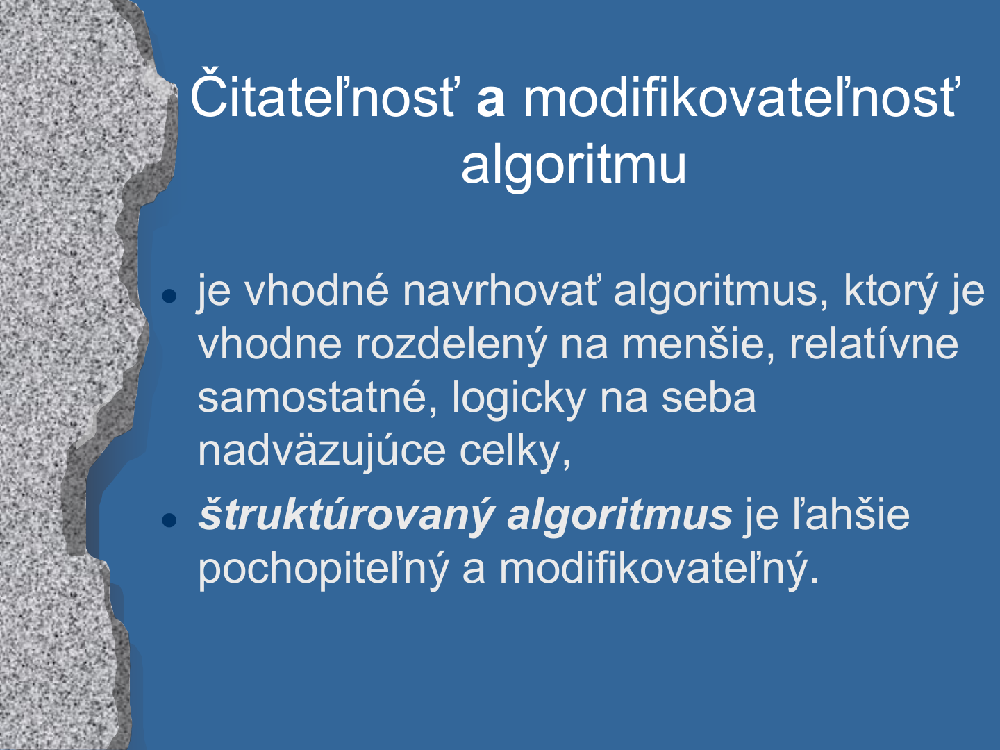 Čitateľnosť a modifikovateľnosť
algoritmu
je vhodné navrhovať algoritmus, ktorý je
vhodne rozdelený na menšie, relatívne
samostatné, logicky na seba
nadväzujúce celky,
štruktúrovaný algoritmus je ľahšie
pochopiteľný a modifikovateľný.